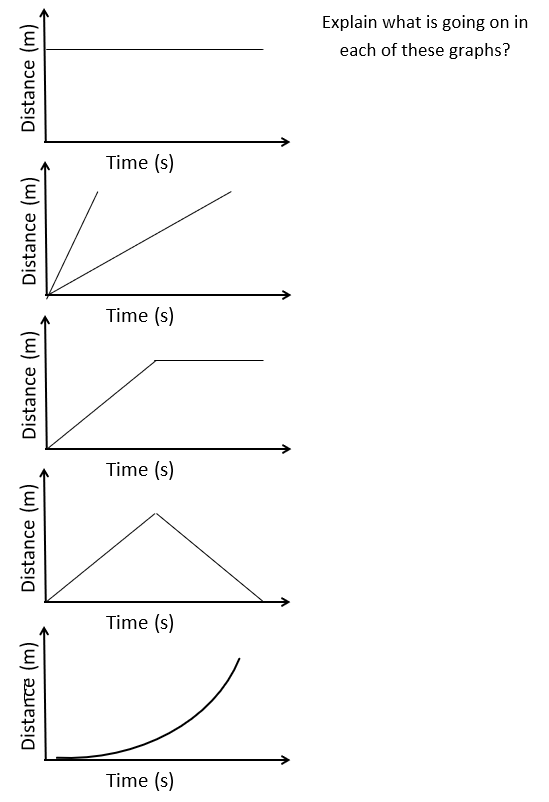 Explain what is going on in
each of these graphs?
Distance (m)
Time (s)
Distance (m)
Time (s)
Distance (m)
Time (s)
Distance (m)
Time (s)
Distance (m)
Time (s)